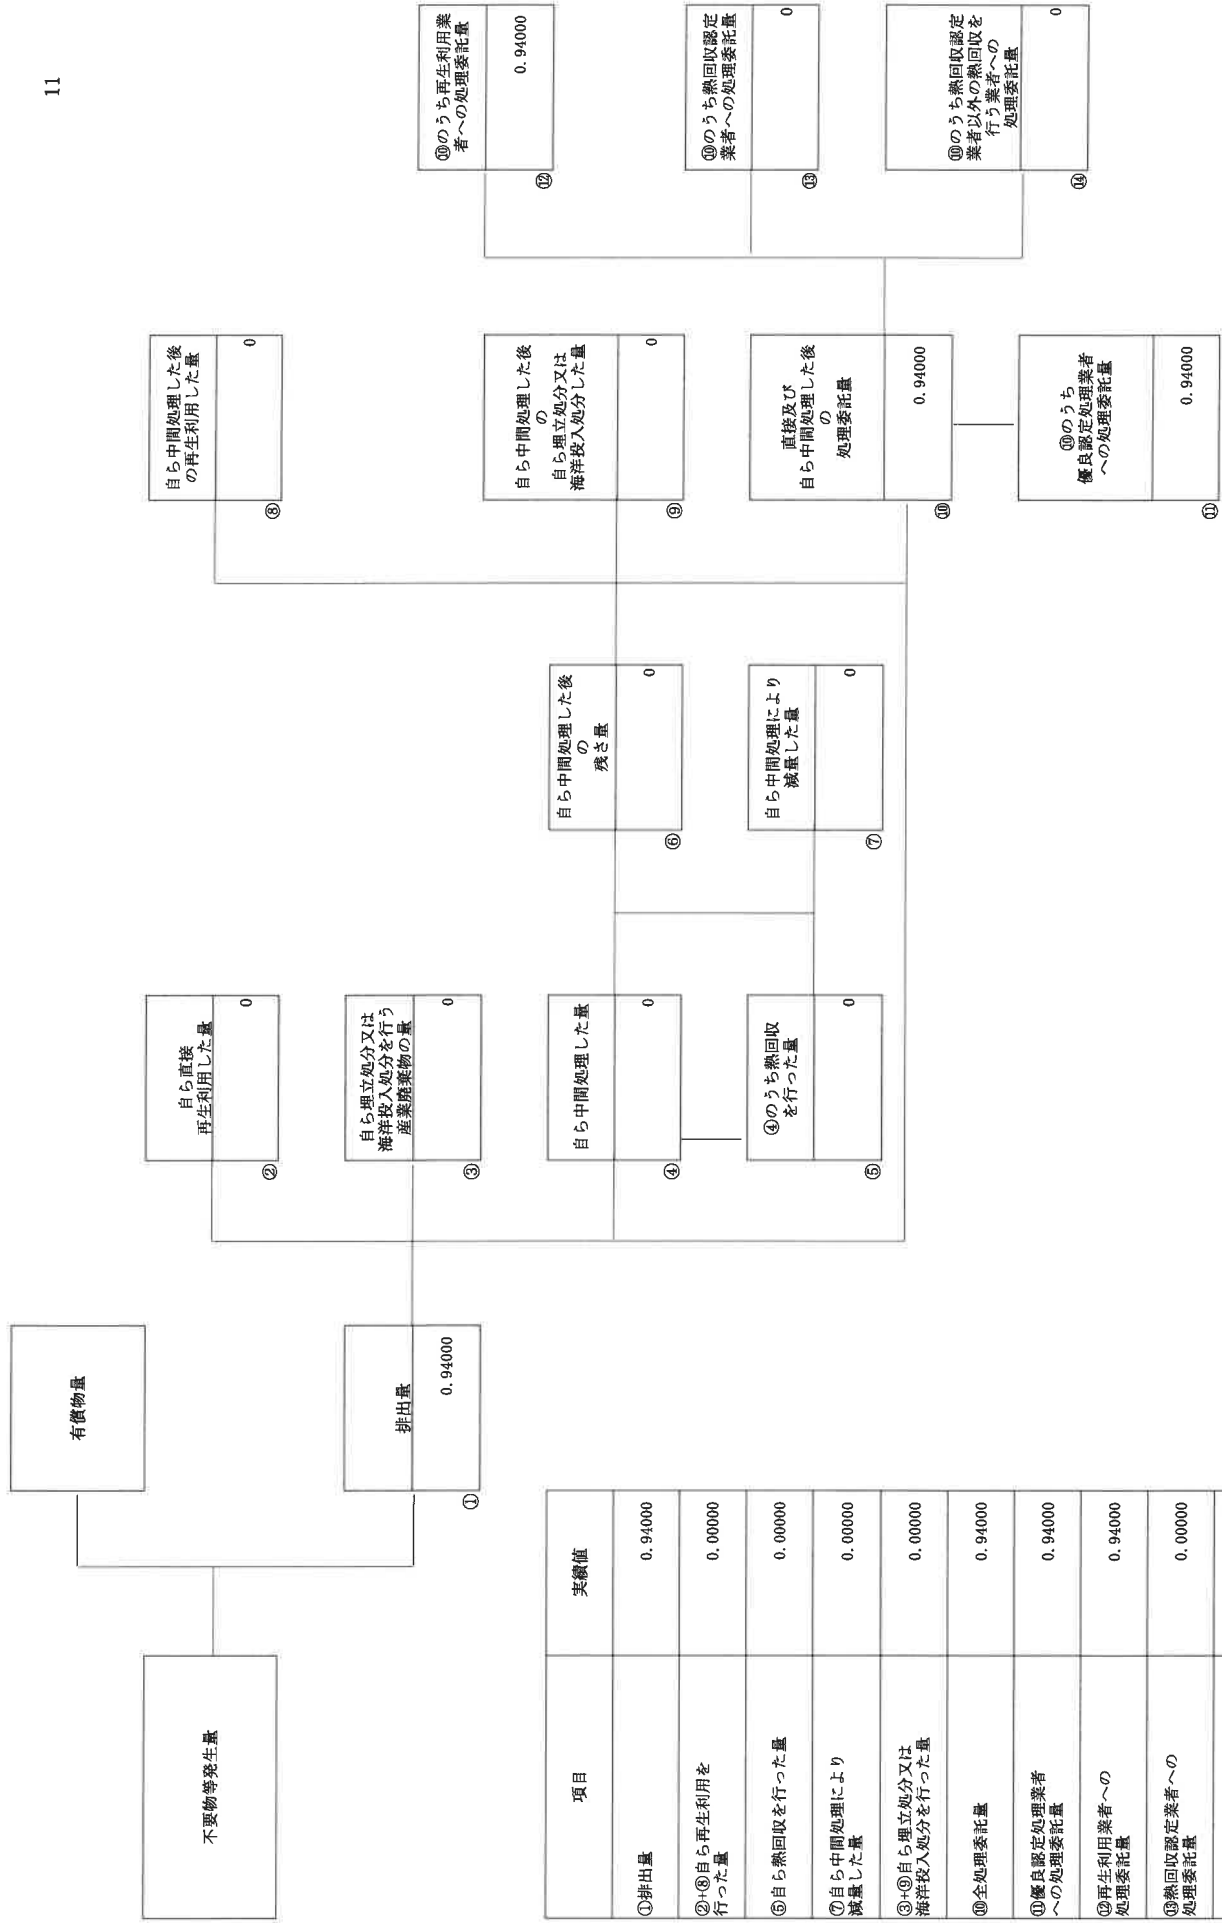 11
不要物等発生量
有償物量
排出量
0.94000
①
自ら直接
再生利用した量
0
②
自ら埋立処分又は
海洋投入処分を行う
産業廃棄物の量
0
③
自ら中間処理した量
0
④
④のうち熱回収
を行った量
0
⑤
自ら中間処理した後
の
残さ量
0
⑥
自ら中間処理により
減量した量
0
⑦
自ら中間処理した後
の再生利用した量
0
⑧
自ら中間処理した後
の
自ら埋立処分又は
海洋投入処分した量
0
⑨
直接及び
自ら中間処理した後
の
処理委託量
0.94000
⑩
⑩のうち
優良認定処理業者
への処理委託量
0.94000
⑪
⑩のうち再生利用業
者への処理委託量
0.94000
⑫
⑩のうち熱回収認定
業者への処理委託量
0
⑬
⑩のうち熱回収認定
業者以外の熱回収を
行う業者への
処理委託量
0
⑭
項目 実績値
①排出量 0.94000
②+⑧自ら再生利用を
行った量 0.00000
⑤自ら熱回収を行った量 0.00000
⑦自ら中間処理により
減量した量 0.00000
③+⑨自ら埋立処分又は
海洋投入処分を行った量 0.00000
⑩全処理委託量 0.94000
⑪優良認定処理業者
への処理委託量 0.94000
⑫再生利用業者への
処理委託量 0.94000
⑬熱回収認定業者への
処理委託量 0.00000